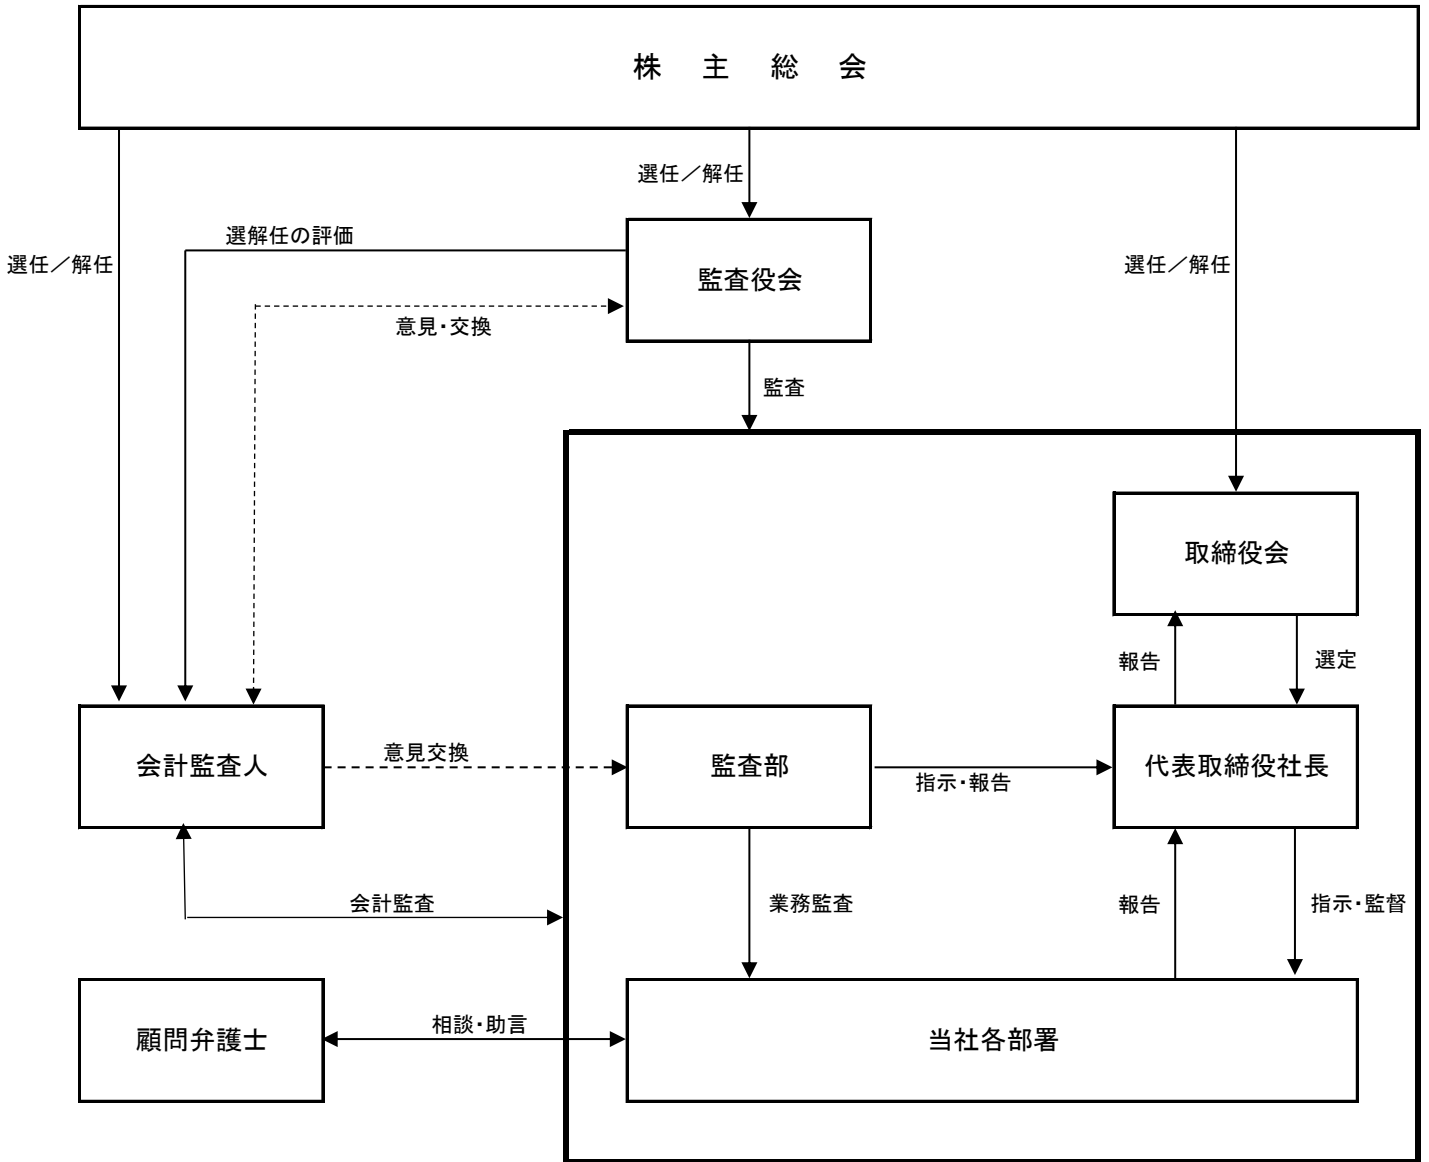 株 主 総 会
選任／解任
選解任の評価
選任／解任
選任／解任
監査役会
意見・交換
監査
取締役会
報告
選定
会計監査人
意見交換
監査部
指示・報告
代表取締役社長
会計監査
業務監査
報告
指示・監督
顧問弁護士
相談・助言
当社各部署